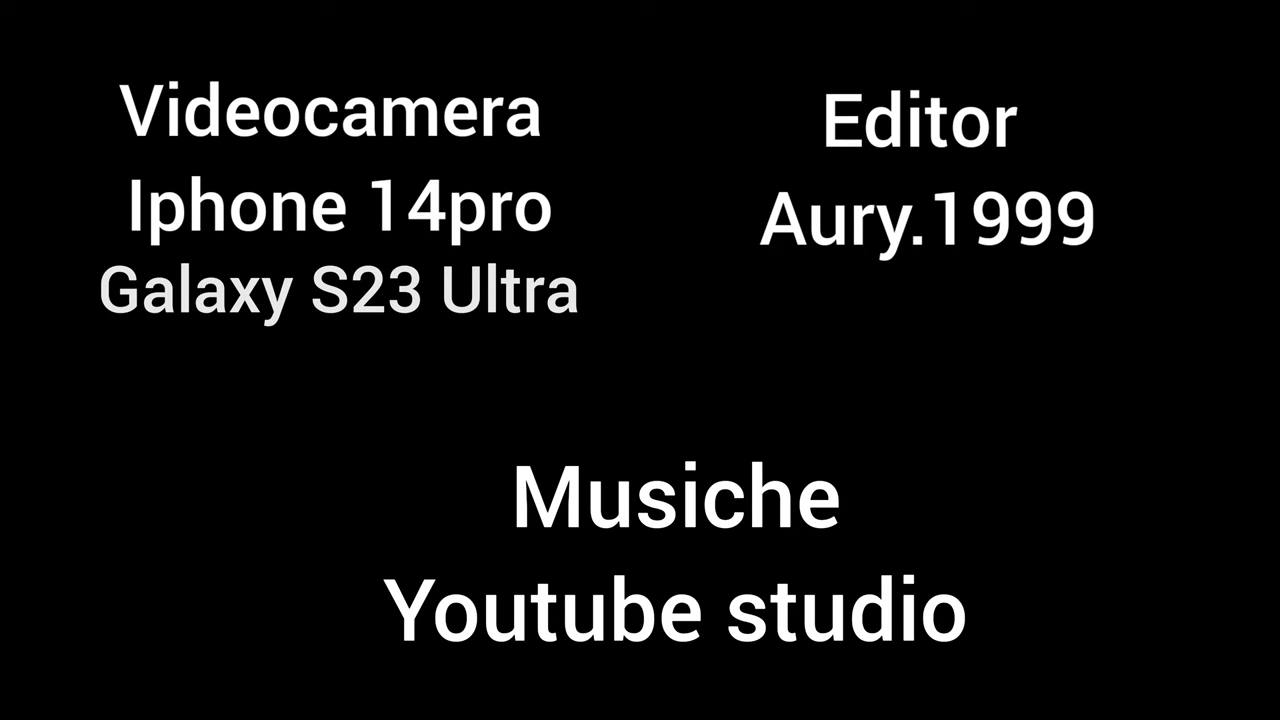 Videocamera
Iphone 14pro
Galaxy S23 Ultra
Editor
Aury.1999
Musiche
Youtube studio